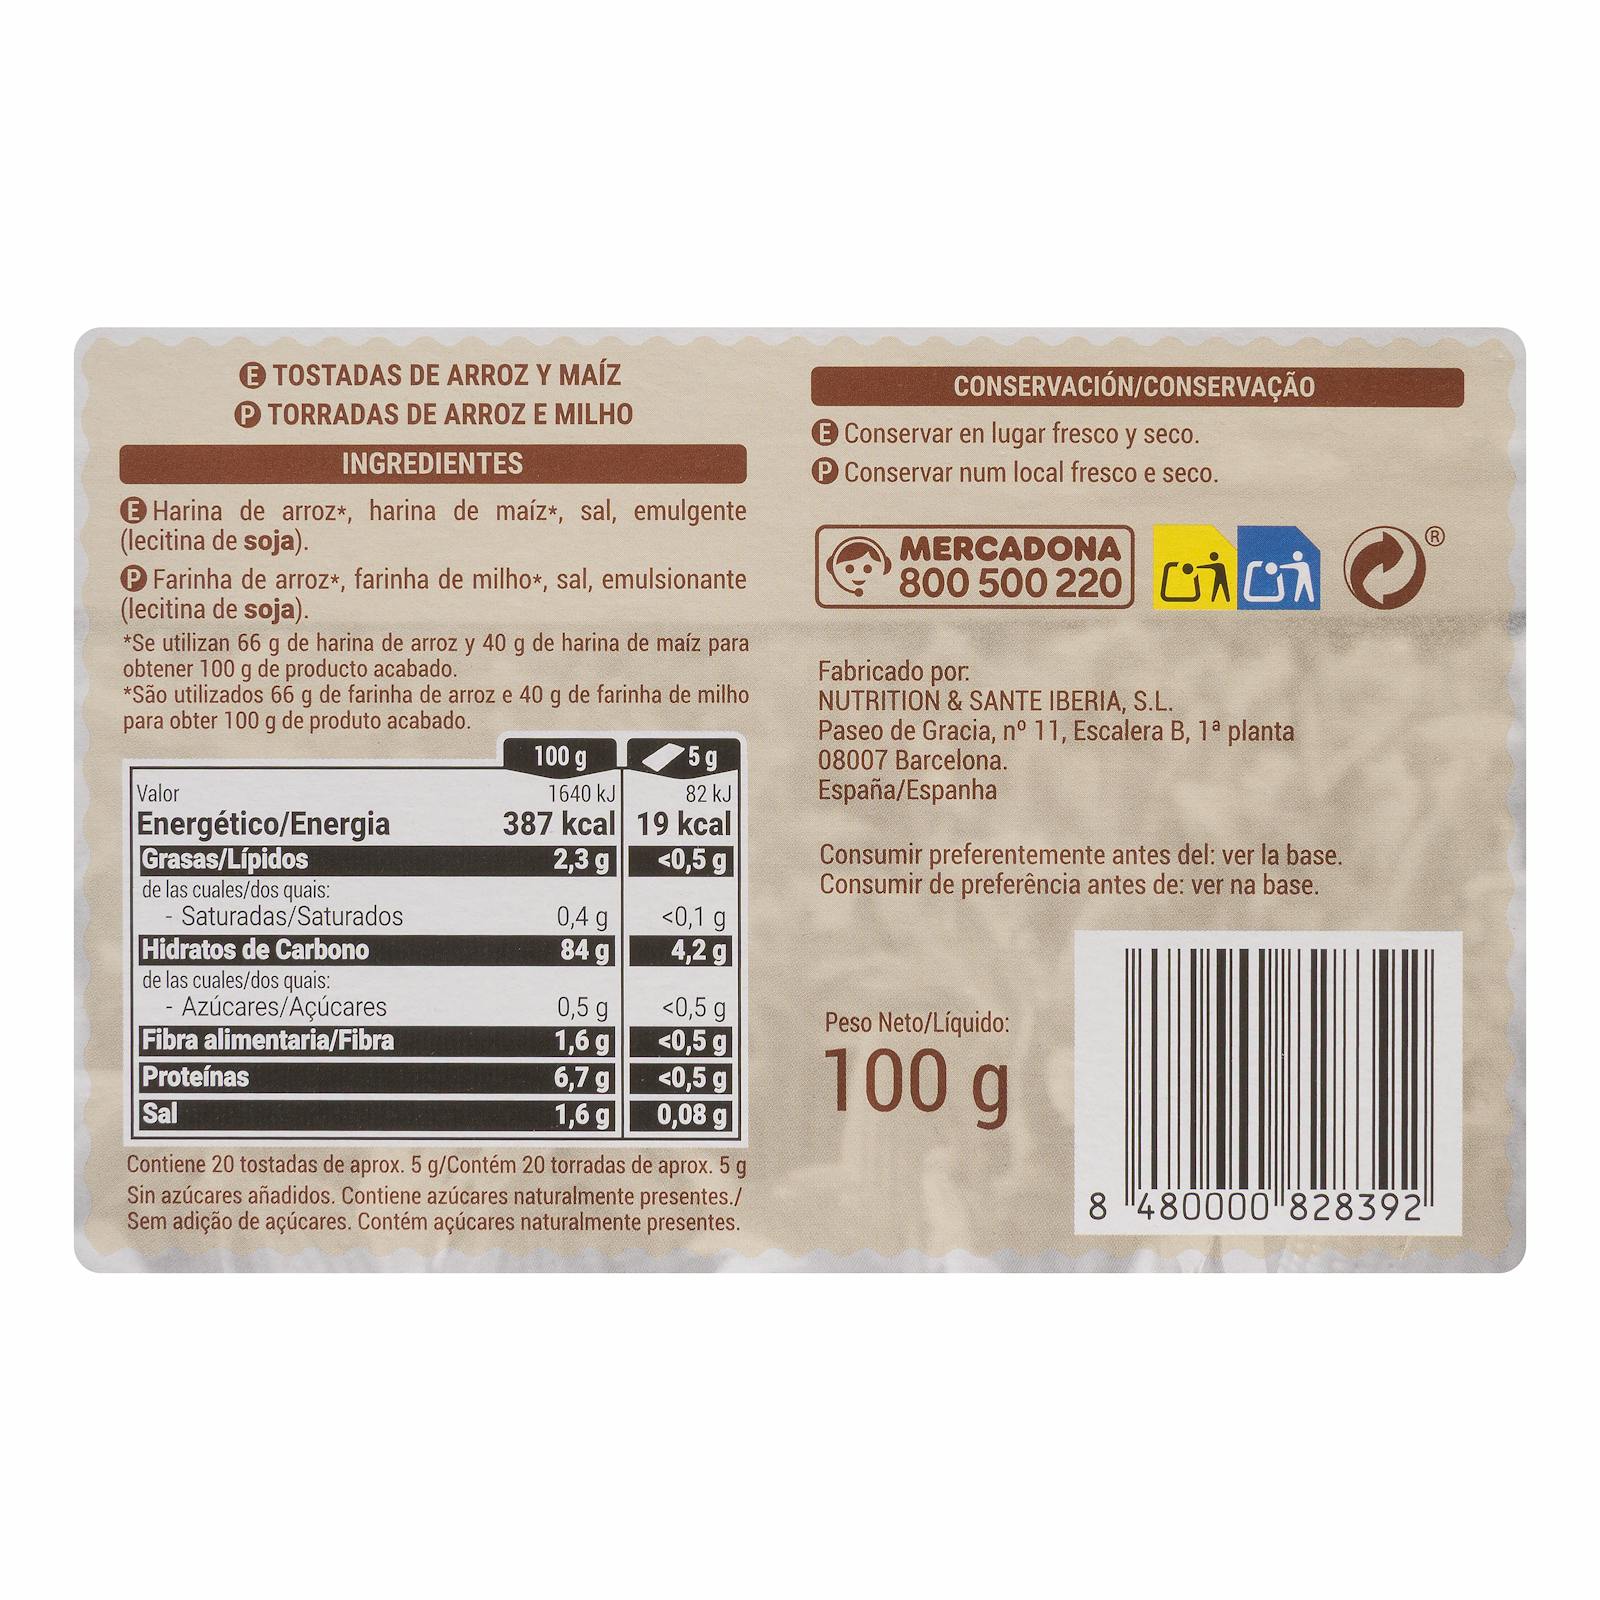 E TOSTADAS DE ARROZ Y MAÍZ
P TORRADAS DE ARROZ E MILHO
INGREDIENTES
E Harina de arroz*, harina de maíz*, sal, emulgente
(lecitina de soja).
P Farinha de arroz*, farinha de milho*, sal, emulsionante
(lecitina de soja).
*Se utilizan 66 g de harina de arroz y 40 g de harina de maíz para
obtener 100 g de producto acabado.
*São utilizados 66 g de farinha de arroz e 40 g de farinha de milho
para obter 100 g de produto acabado.
100 g 5 g
Valor 1640 kJ 82 kJ
Energético/Energia 387 kcal 19 kcal
Grasas/Lípidos 2,3 g <0,5 g
de las cuales/dos quais:
- Saturadas/Saturados 0,4 g <0,1 g
Hidratos de Carbono 84 g 4,2 g
de las cuales/dos quais:
- Azúcares/Açúcares 0,5 g <0,5 g
Fibra alimentaria/Fibra 1,6 g <0,5 g
Proteínas 6,7 g <0,5 g
Sal 1,6 g 0,08 g
Contiene 20 tostadas de aprox. 5 g/Contém 20 torradas de aprox. 5 g
Sin azúcares añadidos. Contiene azúcares naturalmente presentes./
Sem adição de açúcares. Contém açúcares naturalmente presentes.
CONSERVACIÓN/CONSERVAÇÃO
E Conservar en lugar fresco y seco.
P Conservar num local fresco e seco.
MERCADONA
800 500 220
®
Fabricado por:
NUTRITION & SANTE IBERIA, S.L.
Paseo de Gracia, nº 11, Escalera B, 1ª planta
08007 Barcelona.
España/Espanha
Consumir preferentemente antes del: ver la base.
Consumir de preferência antes de: ver na base.
Peso Neto/Líquido:
100 g
8 480000 828392